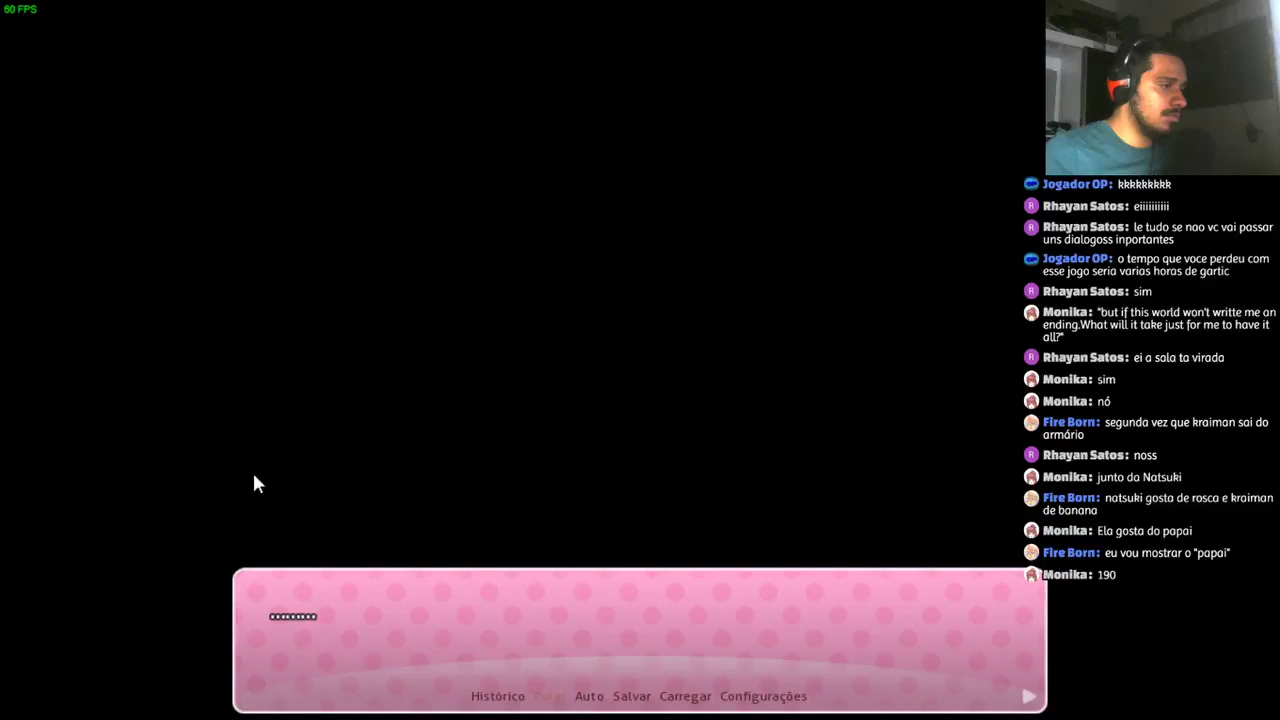 60 FPS
Jogador OP: kkkkkkkkk
Rhayan Satos: eiiiiiiiiii
Rhayan Satos: le tudo se nao vc vai passar
uns dialogoss inportantes
Jogador OP: o tempo que voce perdeu com
esse jogo seria varias horas de gartic
Rhayan Satos: sim
Monika: "but if this world won't writte me an
ending.What will it take just for me to have it
all?"
Rhayan Satos: ei a sala ta virada
Monika: sim
Monika: nó
Fire Born: segunda vez que kraiman sai do
armário
Rhayan Satos: noss
Monika: junto da Natsuki
Fire Born: natsuki gosta de rosca e kraiman
de banana
Monika: Ela gosta do papai
Fire Born: eu vou mostrar o "papai"
Monika: 190
.........
Histórico Pular Auto Salvar Carregar Configurações